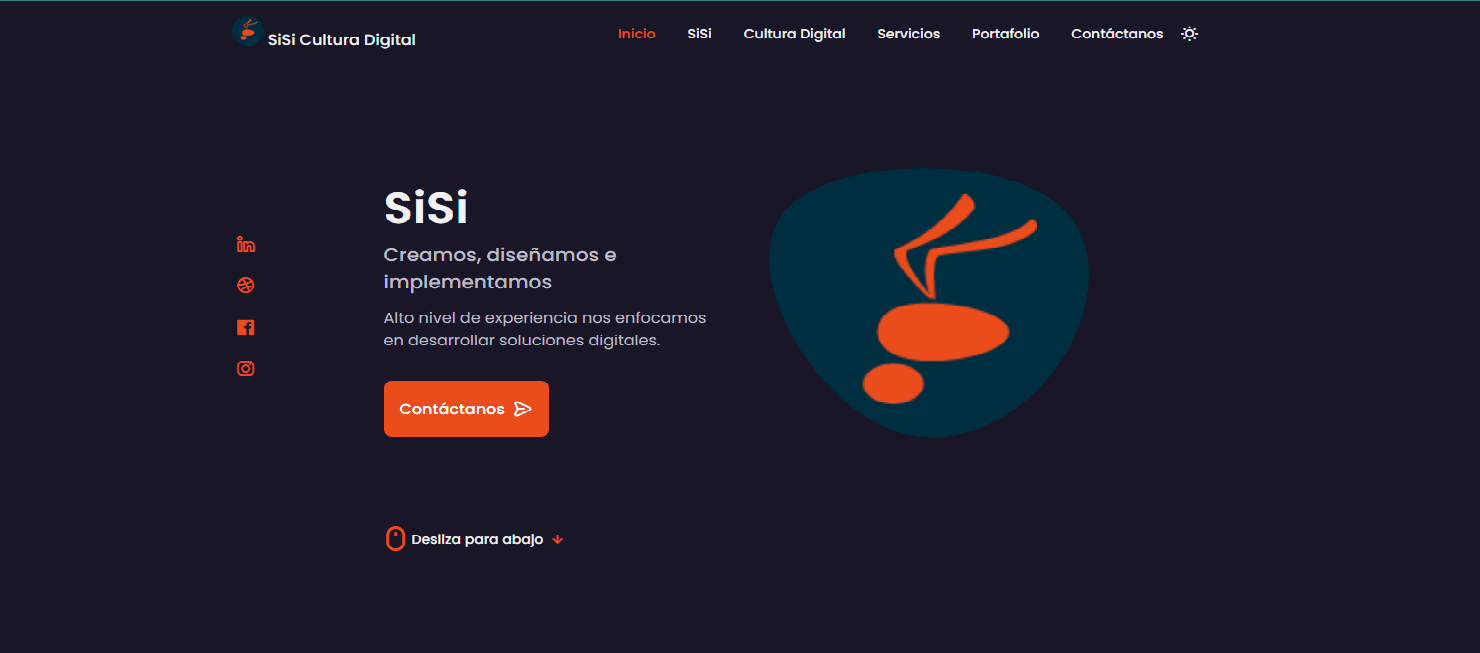 SiSi Cultura Digital
Inicio SiSi Cultura Digital Servicios Portafolio Contáctanos
SiSi
Creamos, diseñamos e
implementamos
Alto nivel de experiencia nos enfocamos
en desarrollar soluciones digitales.
Contáctanos
Desliza para abajo